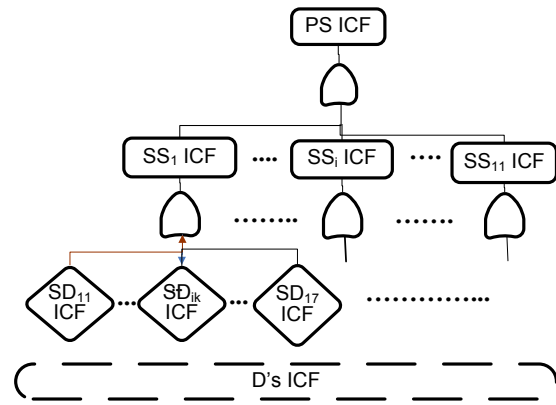 PS ICF
SS₁ ICF
SSᵢ ICF
SS₁₁ ICF
SD₁₁
ICF
SDᵢₖ
ICF
SD₁₇
ICF
D's ICF